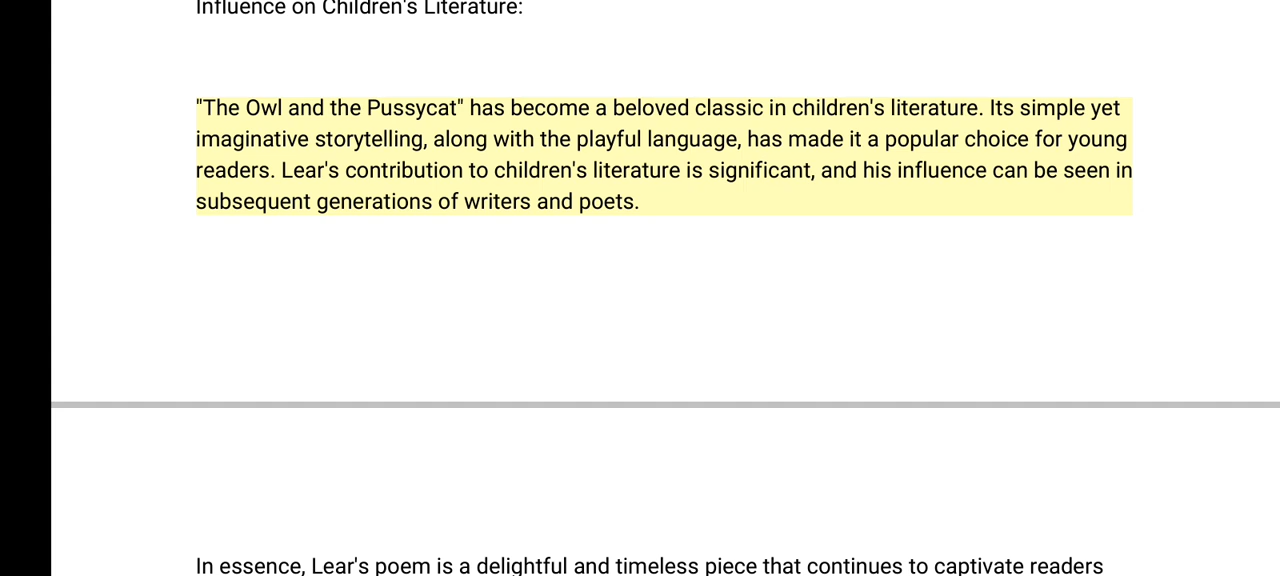 Influence on Children's Literature:
"The Owl and the Pussycat" has become a beloved classic in children's literature. Its simple yet
imaginative storytelling, along with the playful language, has made it a popular choice for young
readers. Lear's contribution to children's literature is significant, and his influence can be seen in
subsequent generations of writers and poets.
In essence, Lear's poem is a delightful and timeless piece that continues to captivate readers